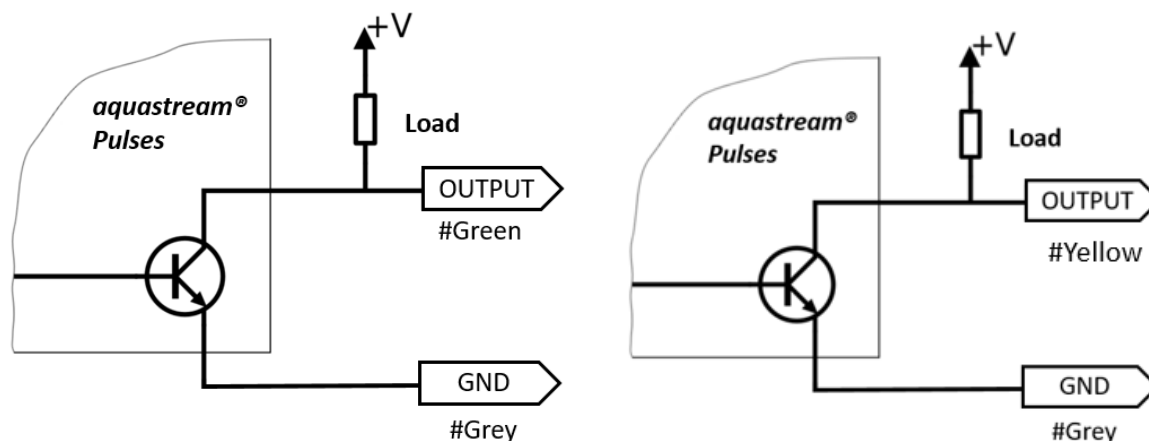 +V
aquastream®
Pulses
Load
OUTPUT
#Green
GND
#Grey
+V
aquastream®
Pulses
Load
OUTPUT
#Yellow
GND
#Grey